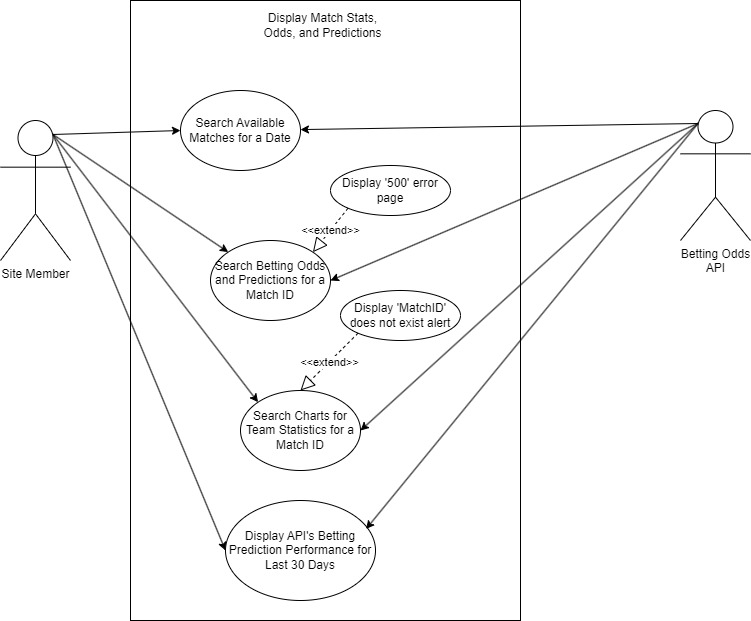 Display Match Stats,
Odds, and Predictions
Search Available
Matches for a Date
Display '500' error
page
<<extend>>
Search Betting Odds
and Predictions for a
Match ID
Display 'MatchID'
does not exist alert
<<extend>>
Search Charts for
Team Statistics for a
Match ID
Display API's Betting
Prediction Performance for
Last 30 Days
Site Member
Betting Odds
API